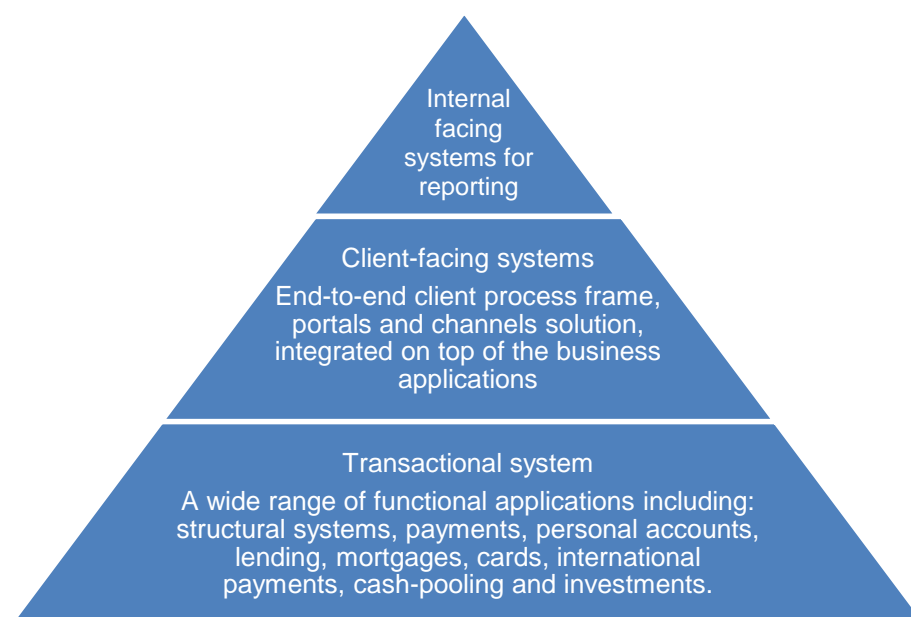 Internal
facing
systems for
reporting
Client-facing systems
End-to-end client process frame,
portals and channels solution,
integrated on top of the business
applications
Transactional system
A wide range of functional applications including:
structural systems, payments, personal accounts,
lending, mortgages, cards, international
payments, cash-pooling and investments.